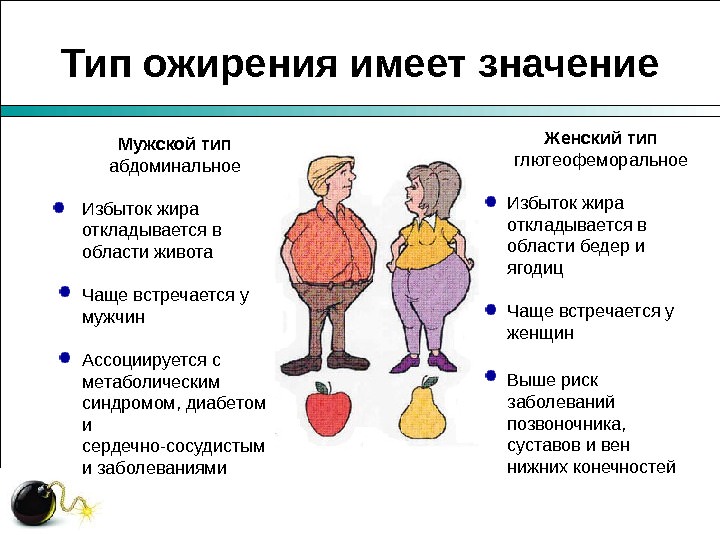 Тип ожирения имеет значение
Мужской тип
абдоминальное
Избыток жира
откладывается в
области живота
Чаще встречается у
мужчин
Ассоциируется с
метаболическим
синдромом, диабетом
и
сердечно-сосудистым
и заболеваниями
Женский тип
глютеофеморальное
Избыток жира
откладывается в
области бедер и
ягодиц
Чаще встречается у
женщин
Выше риск
заболеваний
позвоночника,
суставов и вен
нижних конечностей